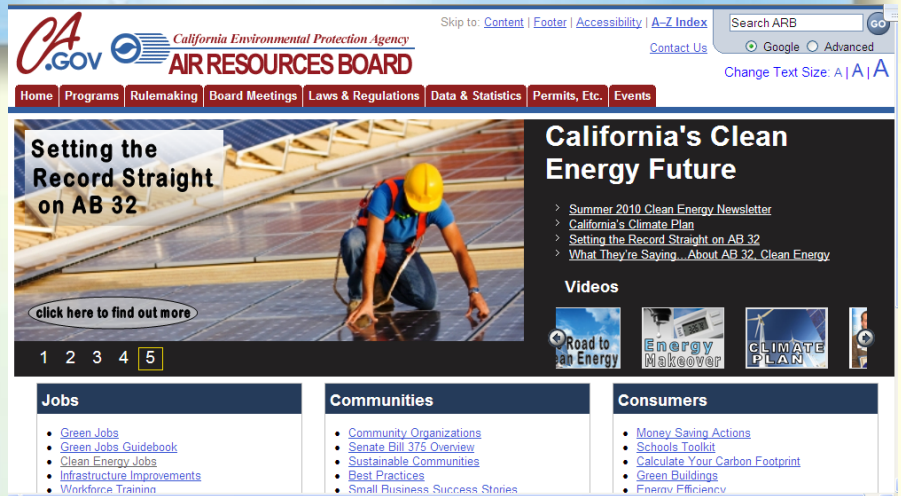 CA
.GOV
California Environmental Protection Agency
AIR RESOURCES BOARD
Skip to: Content | Footer | Accessibility | A–Z Index
Contact Us
Search ARB
GO
Google Advanced
Change Text Size: A | A | A
Home Programs Rulemaking Board Meetings Laws & Regulations Data & Statistics Permits, Etc. Events
Setting the
Record Straight
on AB 32
click here to find out more
1 2 3 4 5
California's Clean
Energy Future
Summer 2010 Clean Energy Newsletter
California's Climate Plan
Setting the Record Straight on AB 32
What They're Saying...About AB 32, Clean Energy
Videos
Road to
Energy
Energy
Makeover
CLIMATE
PLAN
Jobs
Green Jobs
Green Jobs Guidebook
Clean Energy Jobs
Infrastructure Improvements
Workforce Training
Communities
Community Organizations
Senate Bill 375 Overview
Sustainable Communities
Best Practices
Small Business Success Stories
Consumers
Money Saving Actions
Schools Toolkit
Calculate Your Carbon Footprint
Green Buildings
Energy Efficiency